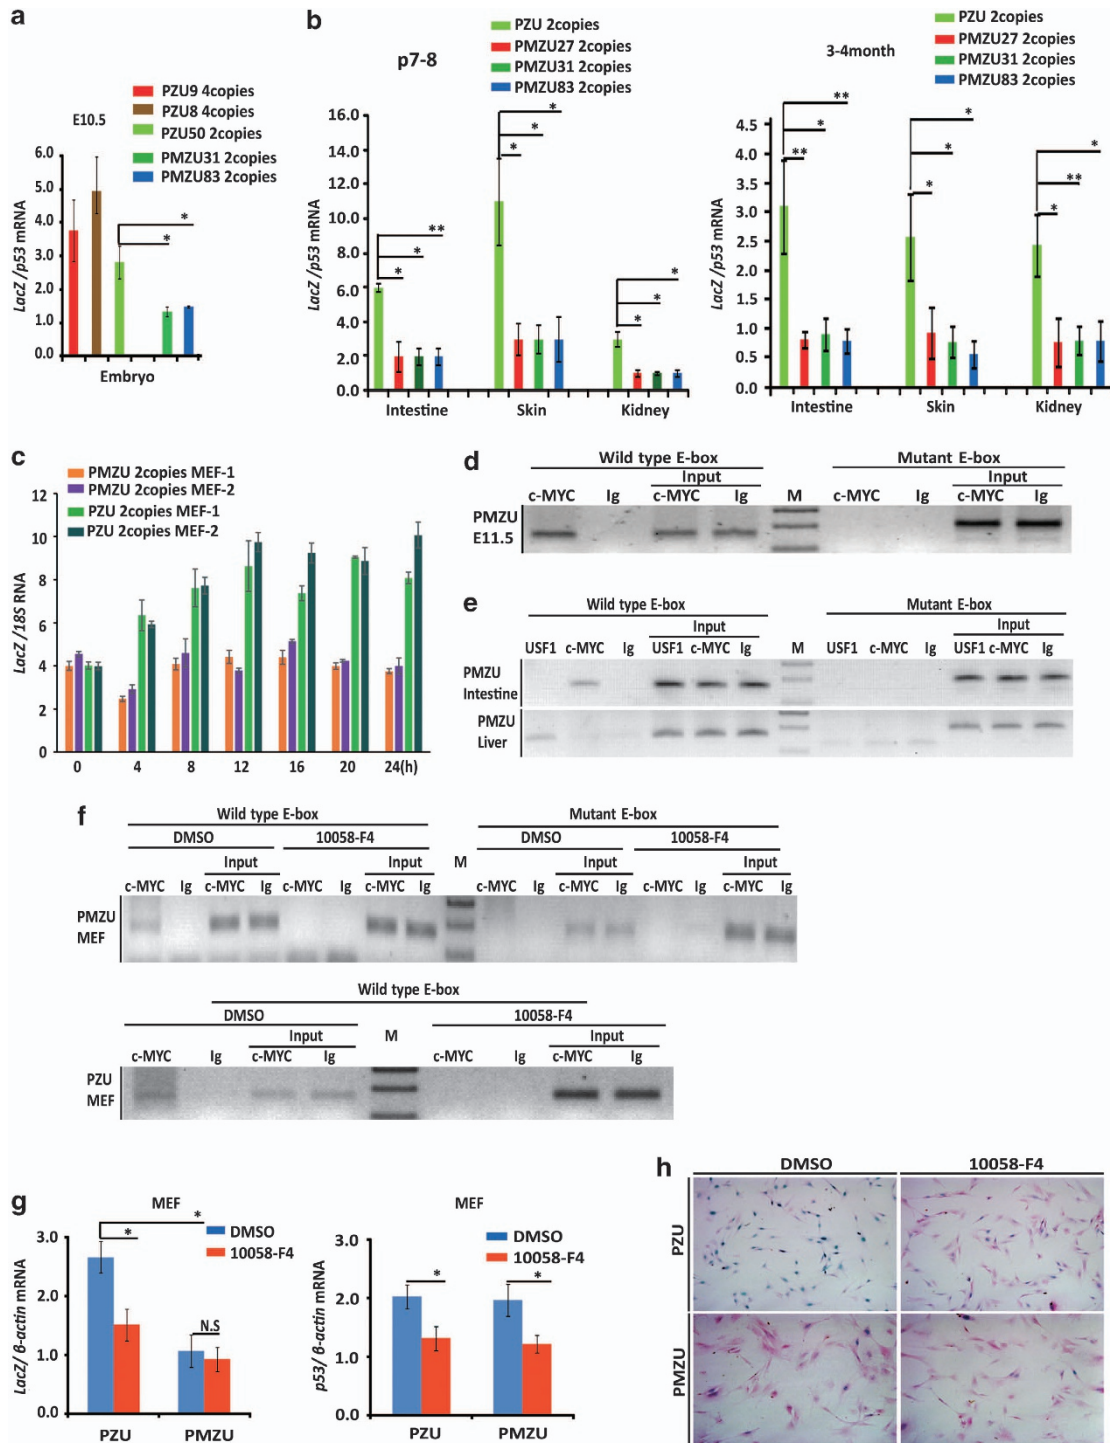 a
E10.5
PZU9 4copies
PZU8 4copies
PZU50 2copies
PMZU31 2copies
PMZU83 2copies
LacZ/p53 mRNA
6.0
5.0
4.0
3.0
2.0
1.0
0.0
* *
Embryo
b
p7-8
PZU 2copies
PMZU27 2copies
PMZU31 2copies
PMZU83 2copies
LacZ/p53 mRNA
16.0
14.0
12.0
10.0
8.0
6.0
4.0
2.0
0.0
** * * * * * * * *
Intestine Skin Kidney
3-4month
PZU 2copies
PMZU27 2copies
PMZU31 2copies
PMZU83 2copies
LacZ/p53 mRNA
4.5
4.0
3.5
3.0
2.5
2.0
1.5
1.0
0.5
0.0
** * ** * * * * ** *
Intestine Skin Kidney
c
PMZU 2copies MEF-1
PMZU 2copies MEF-2
PZU 2copies MEF-1
PZU 2copies MEF-2
LacZ/18S RNA
12
10
8
6
4
2
0
0 4 8 12 16 20 24(h)
d
Wild type E-box Mutant E-box
Input Input
c-MYC Ig c-MYC Ig M c-MYC Ig c-MYC Ig
PMZU
E11.5
e
Wild type E-box Mutant E-box
Input Input
USF1 c-MYC Ig USF1 c-MYC Ig M USF1 c-MYC Ig USF1 c-MYC Ig
PMZU
Intestine
PMZU
Liver
f
Wild type E-box Mutant E-box
DMSO 10058-F4 DMSO 10058-F4
Input Input M Input Input
c-MYC Ig c-MYC Ig c-MYC Ig c-MYC Ig c-MYC Ig c-MYC Ig c-MYC Ig c-MYC Ig
PMZU
MEF
Wild type E-box
DMSO 10058-F4
Input M Input
c-MYC Ig c-MYC Ig c-MYC Ig c-MYC Ig
PZU
MEF
g
MEF
DMSO
10058-F4
LacZ/ β-actin mRNA
3.0
2.0
1.0
0.0
* *
N.S
PZU PMZU
MEF
DMSO
10058-F4
p53/ β-actin mRNA
3.0
2.0
1.0
0.0
* *
PZU PMZU
h
DMSO 10058-F4
PZU
PMZU